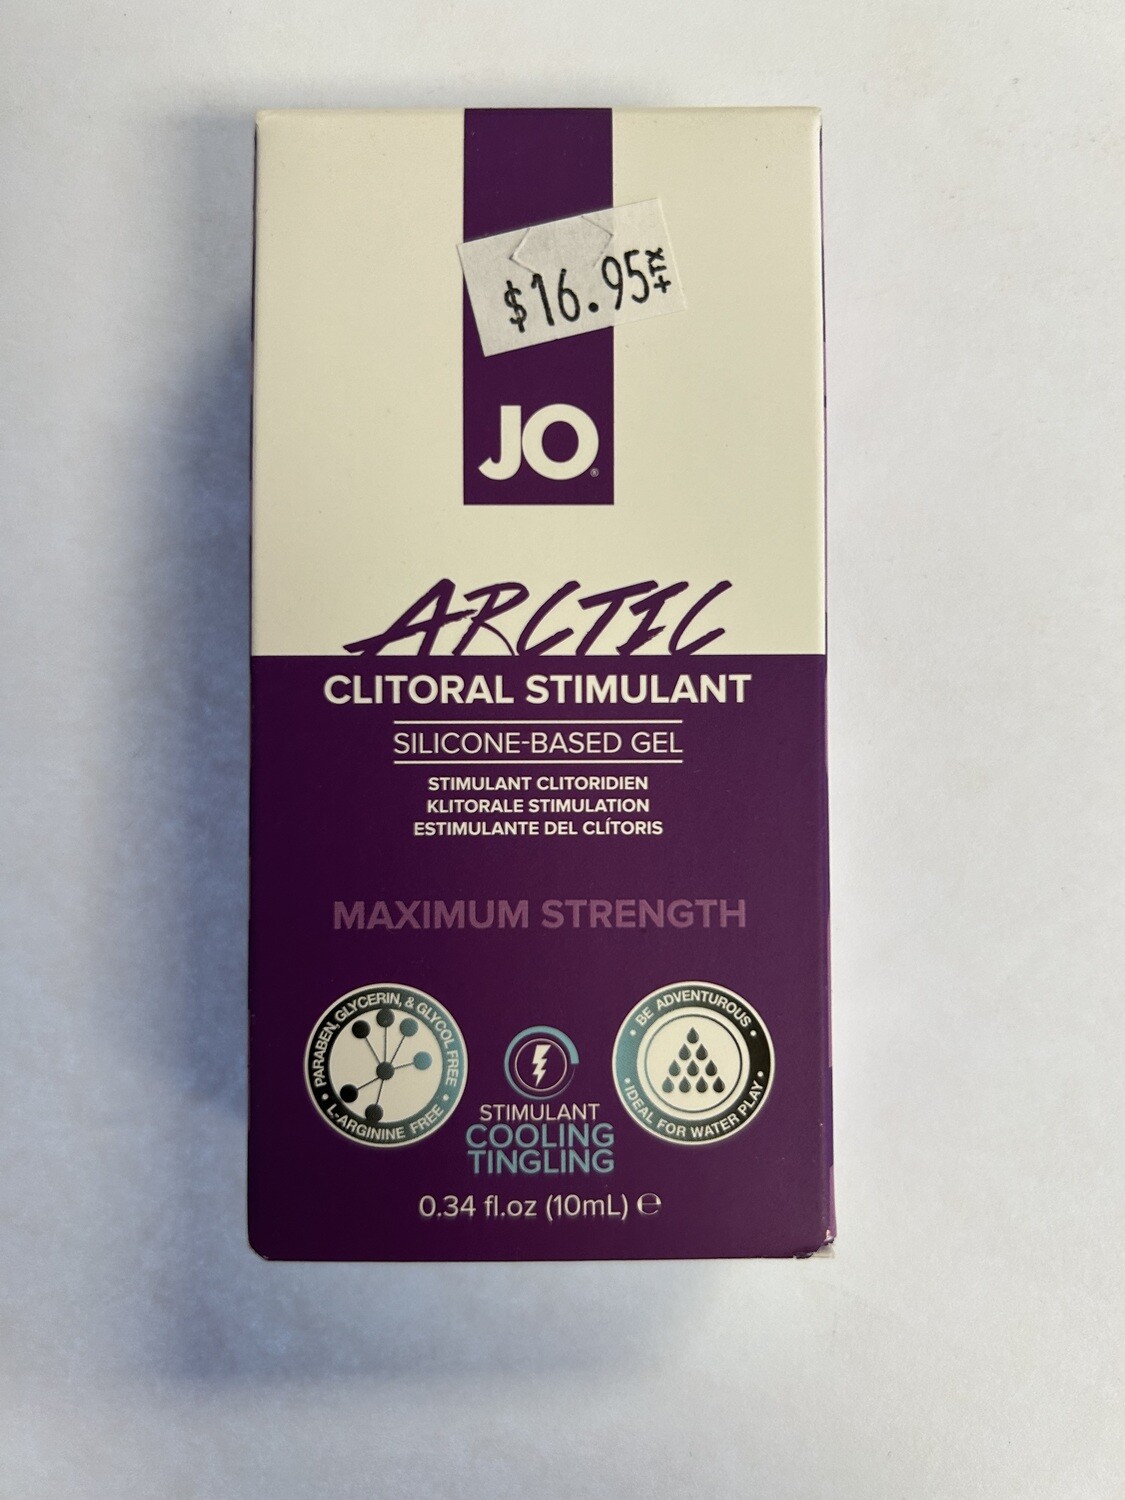 $16.95
JO®
ARCTIC
CLITORAL STIMULANT
SILICONE-BASED GEL
STIMULANT CLITORIDIEN
KLITORALE STIMULATION
ESTIMULANTE DEL CLÍTORIS
MAXIMUM STRENGTH
• PARABEN, GLYCERIN, & GLYCOL FREE •
L-ARGININE FREE
STIMULANT
COOLING
TINGLING
• BE ADVENTUROUS •
• IDEAL FOR WATER PLAY •
0.34 fl.oz (10mL) ℮